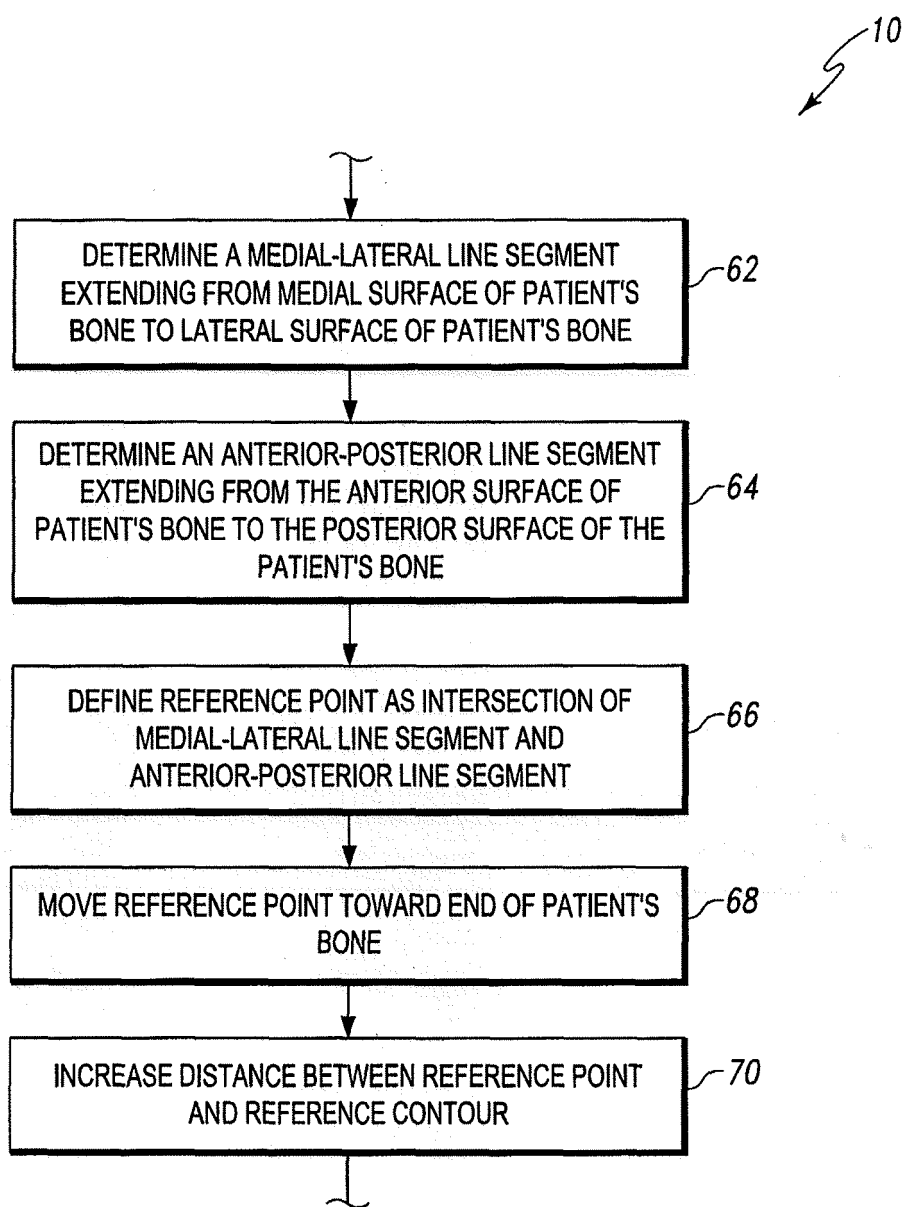 10
DETERMINE A MEDIAL-LATERAL LINE SEGMENT
EXTENDING FROM MEDIAL SURFACE OF PATIENT'S
BONE TO LATERAL SURFACE OF PATIENT'S BONE
62
DETERMINE AN ANTERIOR-POSTERIOR LINE SEGMENT
EXTENDING FROM THE ANTERIOR SURFACE OF
PATIENT'S BONE TO THE POSTERIOR SURFACE OF THE
PATIENT'S BONE
64
DEFINE REFERENCE POINT AS INTERSECTION OF
MEDIAL-LATERAL LINE SEGMENT AND
ANTERIOR-POSTERIOR LINE SEGMENT
66
MOVE REFERENCE POINT TOWARD END OF PATIENT'S
BONE
68
INCREASE DISTANCE BETWEEN REFERENCE POINT
AND REFERENCE CONTOUR
70